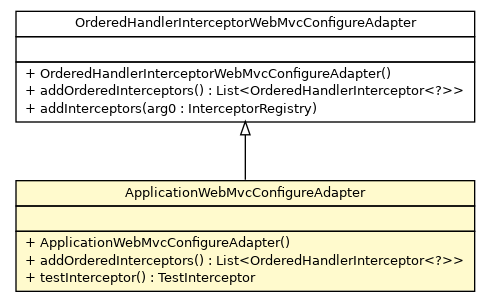 OrderedHandlerInterceptorWebMvcConfigureAdapter
+ OrderedHandlerInterceptorWebMvcConfigureAdapter()
+ addOrderedInterceptors() : List<OrderedHandlerInterceptor<?>>
+ addInterceptors(arg0 : InterceptorRegistry)
ApplicationWebMvcConfigureAdapter
+ ApplicationWebMvcConfigureAdapter()
+ addOrderedInterceptors() : List<OrderedHandlerInterceptor<?>>
+ testInterceptor() : TestInterceptor